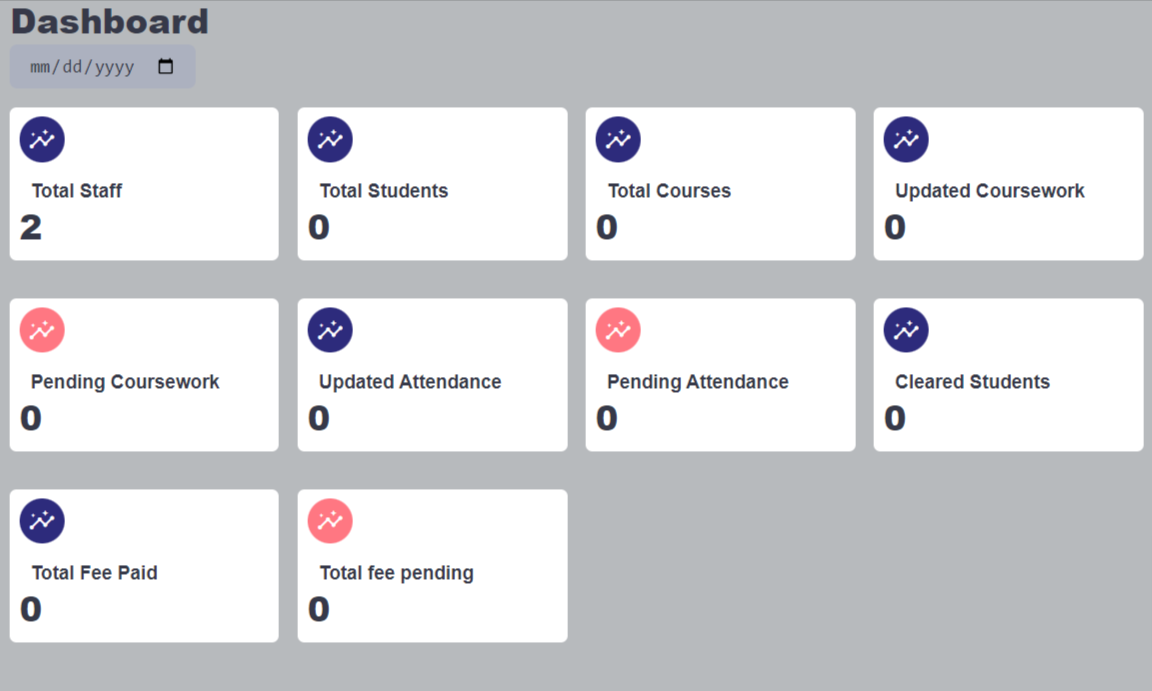 Dashboard
mm/dd/yyyy
Total Staff
2
Total Students
0
Total Courses
0
Updated Coursework
0
Pending Coursework
0
Updated Attendance
0
Pending Attendance
0
Cleared Students
0
Total Fee Paid
0
Total fee pending
0